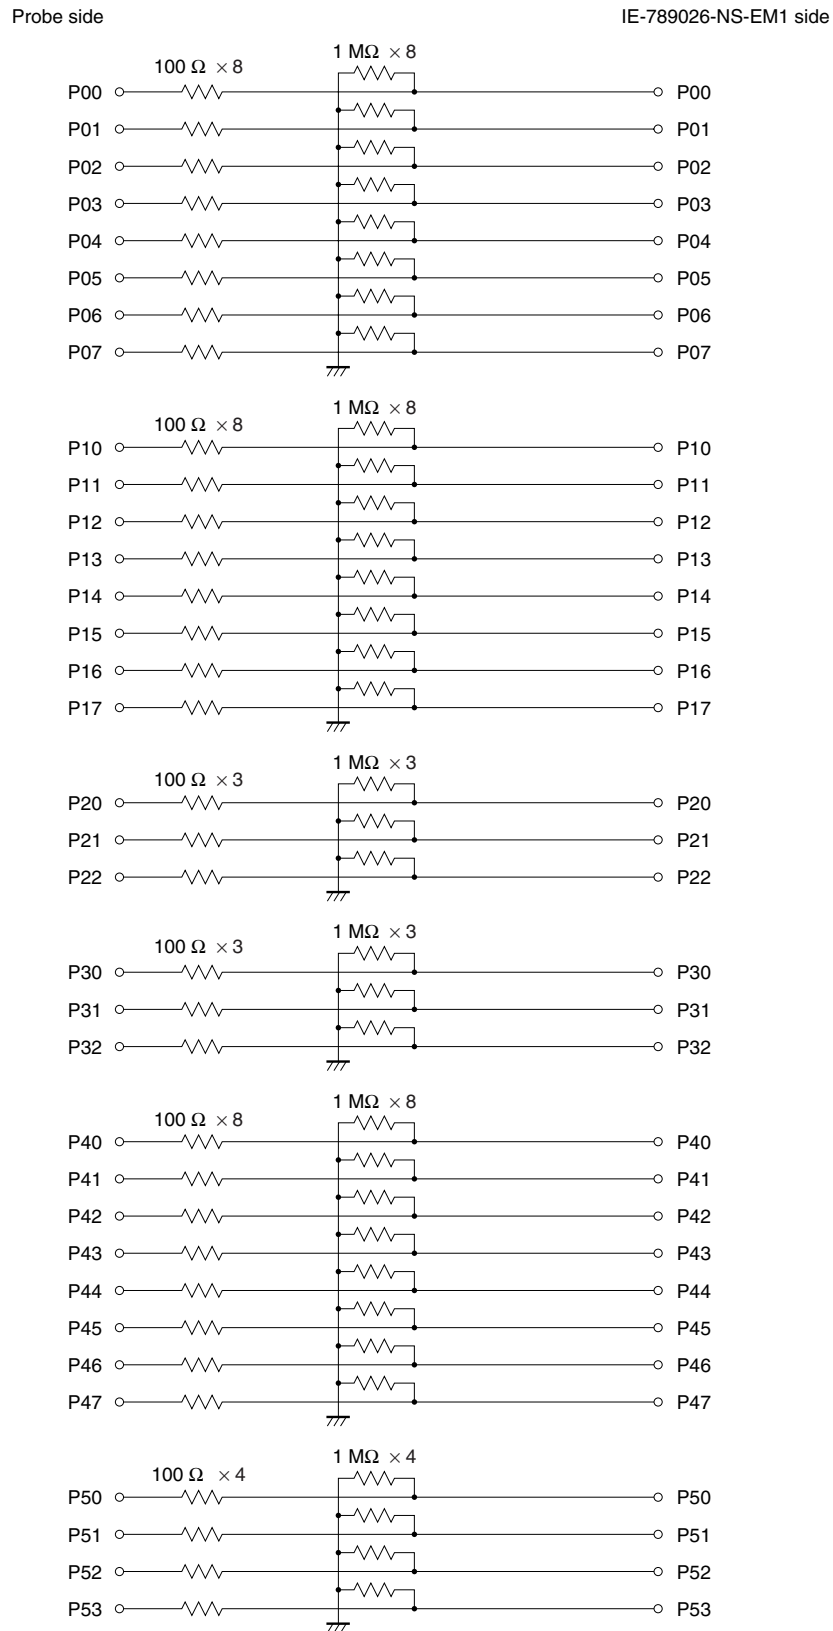 Probe side IE-789026-NS-EM1 side
100 Ω × 8 1 MΩ × 8
P00 P00
P01 P01
P02 P02
P03 P03
P04 P04
P05 P05
P06 P06
P07 P07
100 Ω × 8 1 MΩ × 8
P10 P10
P11 P11
P12 P12
P13 P13
P14 P14
P15 P15
P16 P16
P17 P17
100 Ω × 3 1 MΩ × 3
P20 P20
P21 P21
P22 P22
100 Ω × 3 1 MΩ × 3
P30 P30
P31 P31
P32 P32
100 Ω × 8 1 MΩ × 8
P40 P40
P41 P41
P42 P42
P43 P43
P44 P44
P45 P45
P46 P46
P47 P47
100 Ω × 4 1 MΩ × 4
P50 P50
P51 P51
P52 P52
P53 P53